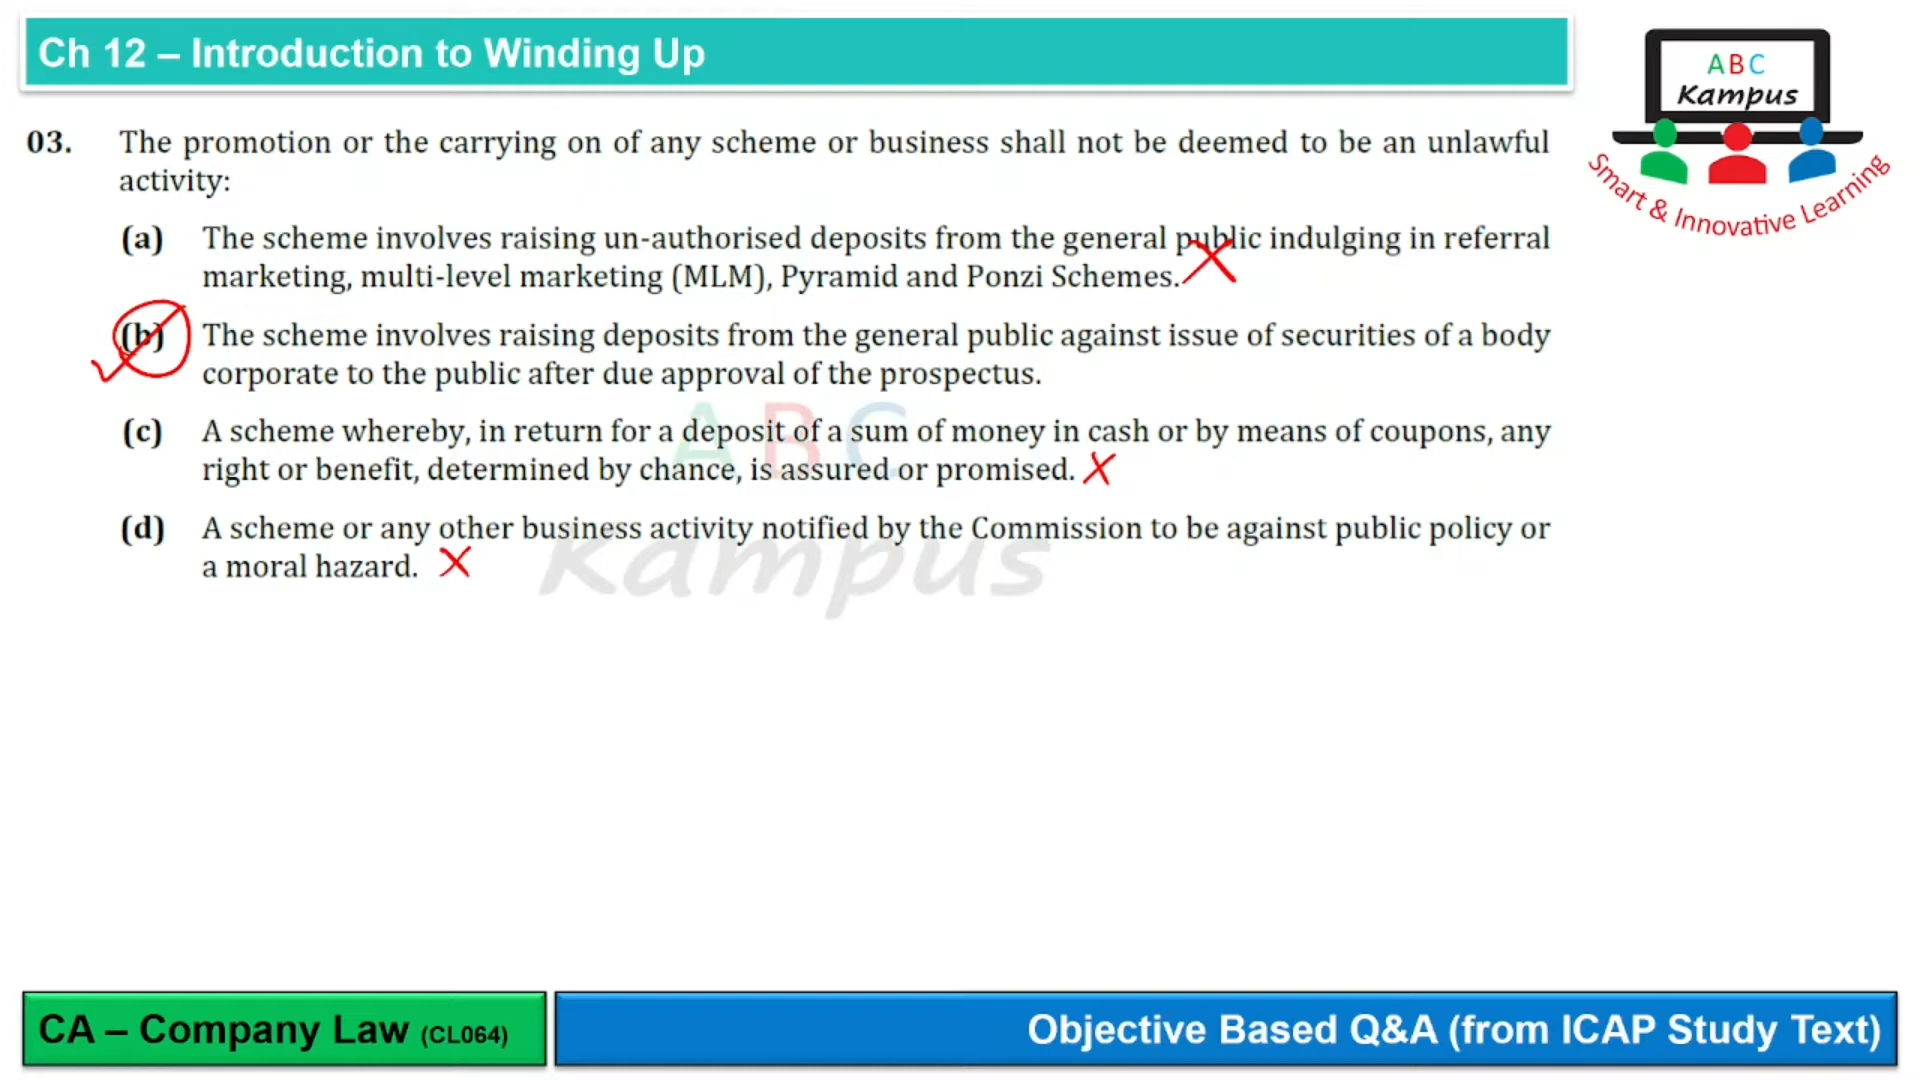 Ch 12 – Introduction to Winding Up
ABC
Kampus
Smart & Innovative Learning
03. The promotion or the carrying on of any scheme or business shall not be deemed to be an unlawful
activity:
(a) The scheme involves raising un-authorised deposits from the general public indulging in referral
marketing, multi-level marketing (MLM), Pyramid and Ponzi Schemes.
(b) The scheme involves raising deposits from the general public against issue of securities of a body
corporate to the public after due approval of the prospectus.
(c) A scheme whereby, in return for a deposit of a sum of money in cash or by means of coupons, any
right or benefit, determined by chance, is assured or promised.
(d) A scheme or any other business activity notified by the Commission to be against public policy or
a moral hazard.
ABC
Kampus
CA – Company Law (CL064)
Objective Based Q&A (from ICAP Study Text)